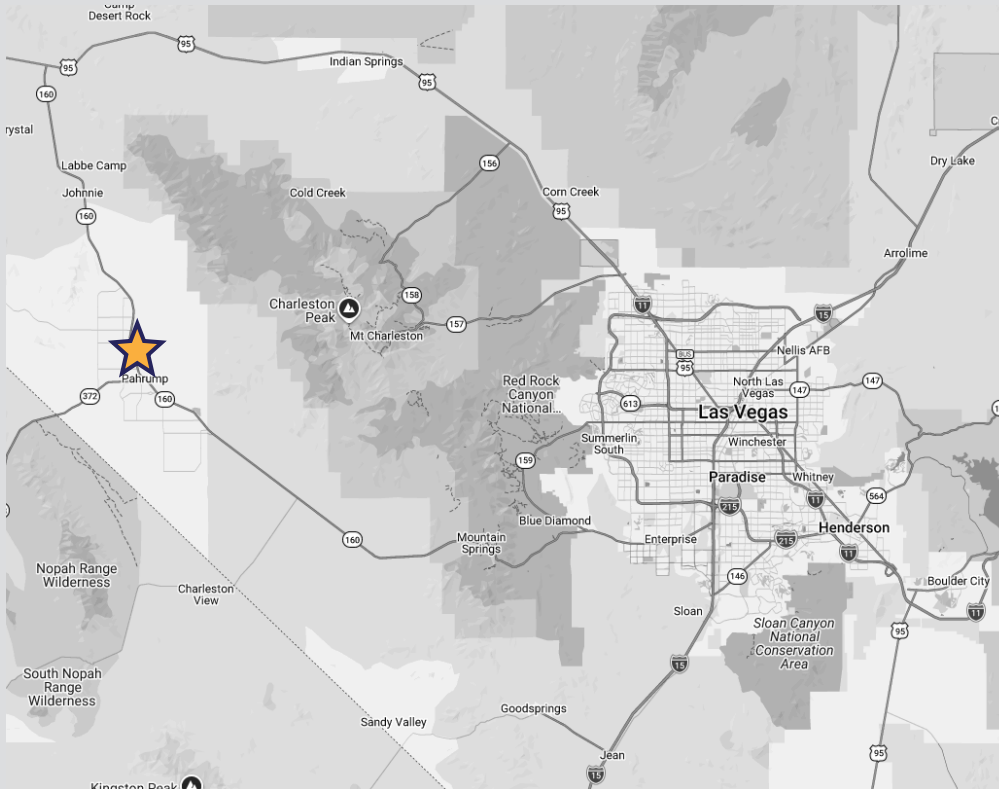 Camp
Desert Rock
95
95
Indian Springs
95
160
rystal
156
Dry Lake
Labbe Camp
Johnnie
Cold Creek
Corn Creek
160
95
Arrolime
158
Charleston
Peak
11
15
157
Mt Charleston
Nellis AFB
BUS
95
Pahrump
Red Rock
Canyon
National...
North Las
Vegas
147
147
372
160
613
Las Vegas
Summerlin
South
Winchester
159
Paradise
Whitney
564
11
215
Blue Diamond
Henderson
160
Mountain
Springs
Enterprise
215
11
Nopah Range
Wilderness
146
Boulder City
Charleston
View
Sloan
11
Sloan Canyon
National
Conservation
Area
95
15
South Nopah
Range
Wilderness
Goodsprings
Sandy Valley
Jean
95
15
Kingston Peak